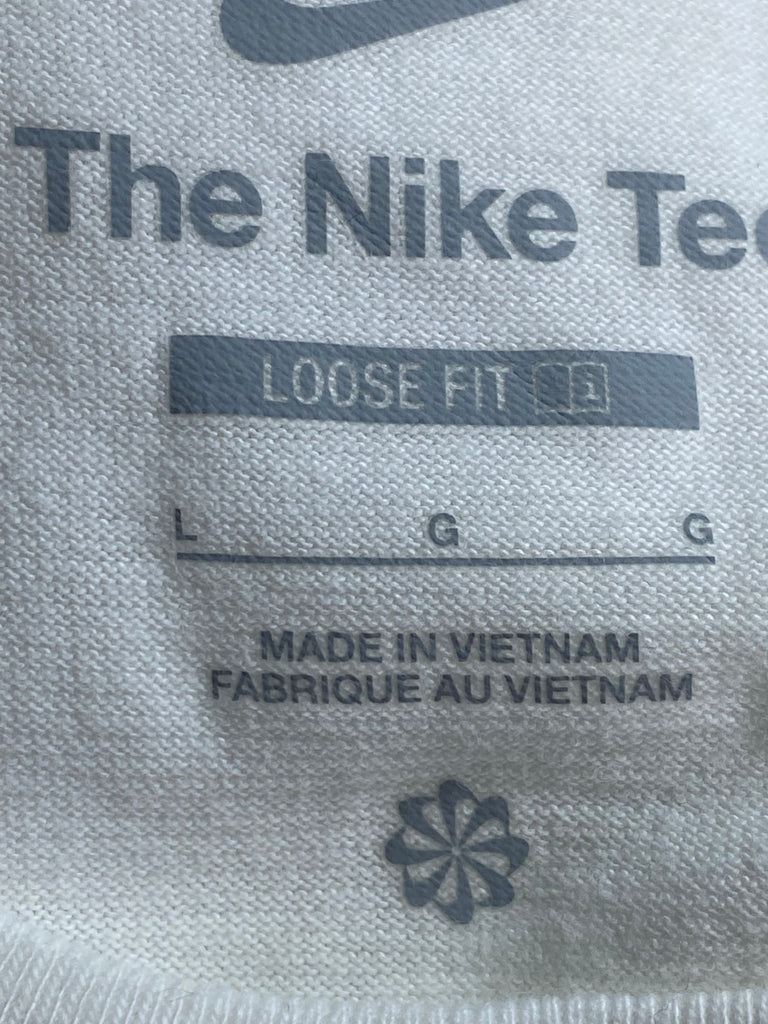 The Nike Tee
LOOSE FIT i
L G G
MADE IN VIETNAM
FABRIQUE AU VIETNAM